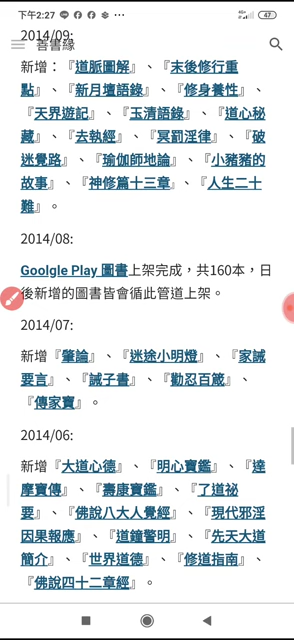 下午2:27
4G+
47
2014/09:
善書緣
新增：『道脈圖解』、『末後修行重
點』、『新月壇語錄』、『修身養性』、
『天界遊記』、『玉清語錄』、『道心秘
藏』、『去執經』、『冥罰淫律』、『破
迷覺路』、『瑜伽師地論』、『小豬豬的
故事』、『神修篇十三章』、『人生二十
難』。
2014/08:
Goolgle Play 圖書上架完成，共160本，日
後新增的圖書皆會循此管道上架。
2014/07:
新增『肇論』、『迷途小明燈』、『家誡
要言』、『誡子書』、『勸忍百箴』、
『傳家寶』。
2014/06:
新增『大道心德』、『明心寶鑑』、『達
摩寶傳』、『壽康寶鑑』、『了道祕
要』、『佛說八大人覺經』、『現代邪淫
因果報應』、『道鐘警明』、『先天大道
簡介』、『世界道德』、『修道指南』、
『佛說四十二章經』。